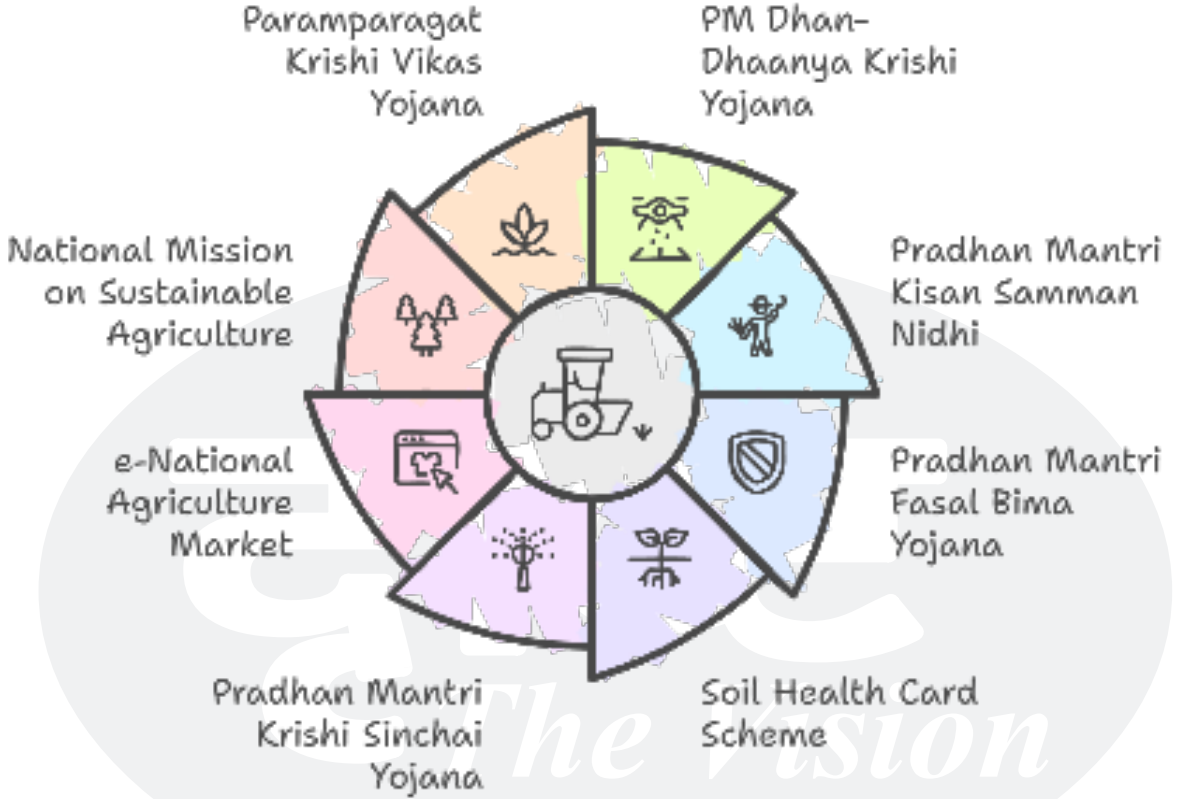 Paramparagat
Krishi Vikas
Yojana
PM Dhan-
Dhaanya Krishi
Yojana
National Mission
on Sustainable
Agriculture
Pradhan Mantri
Kisan Samman
Nidhi
e-National
Agriculture
Market
Pradhan Mantri
Fasal Bima
Yojana
Pradhan Mantri
Krishi Sinchai
Yojana
Soil Health Card
Scheme
The Vision